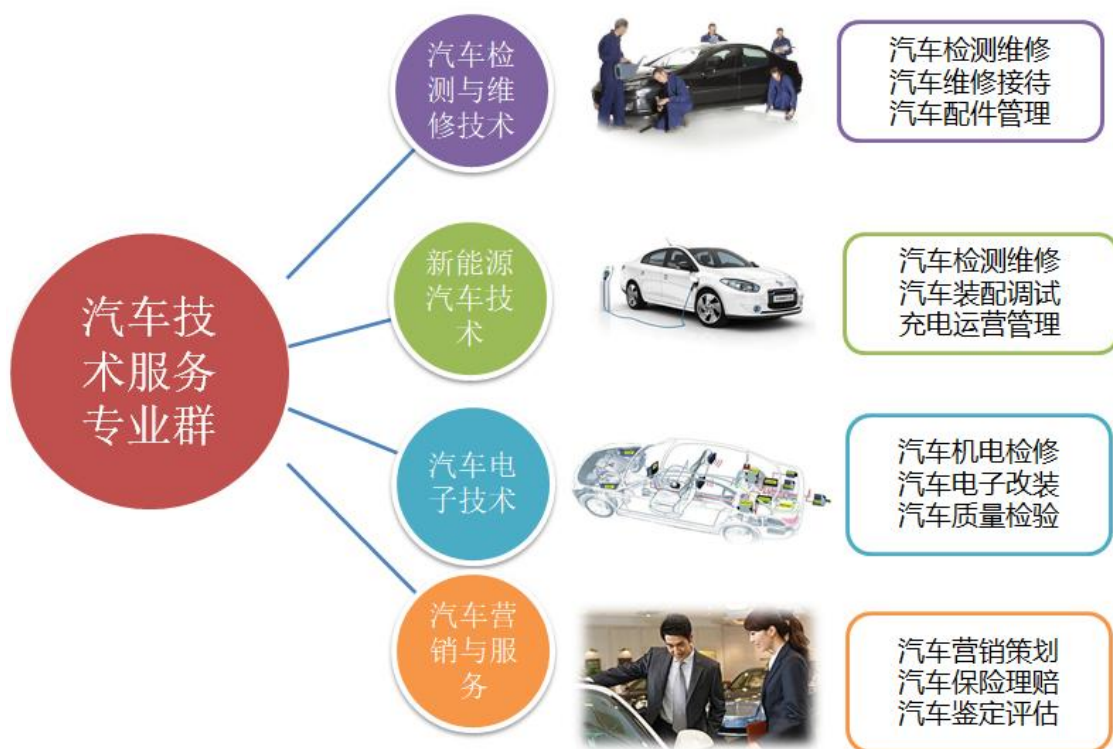 汽车技
术服务
专业群
汽车检
测与维
修技术
汽车检测维修
汽车维修接待
汽车配件管理
新能源
汽车技
术
汽车检测维修
汽车装配调试
充电运营管理
汽车电
子技术
汽车机电检修
汽车电子改装
汽车质量检验
汽车营
销与服
务
汽车营销策划
汽车保险理赔
汽车鉴定评估